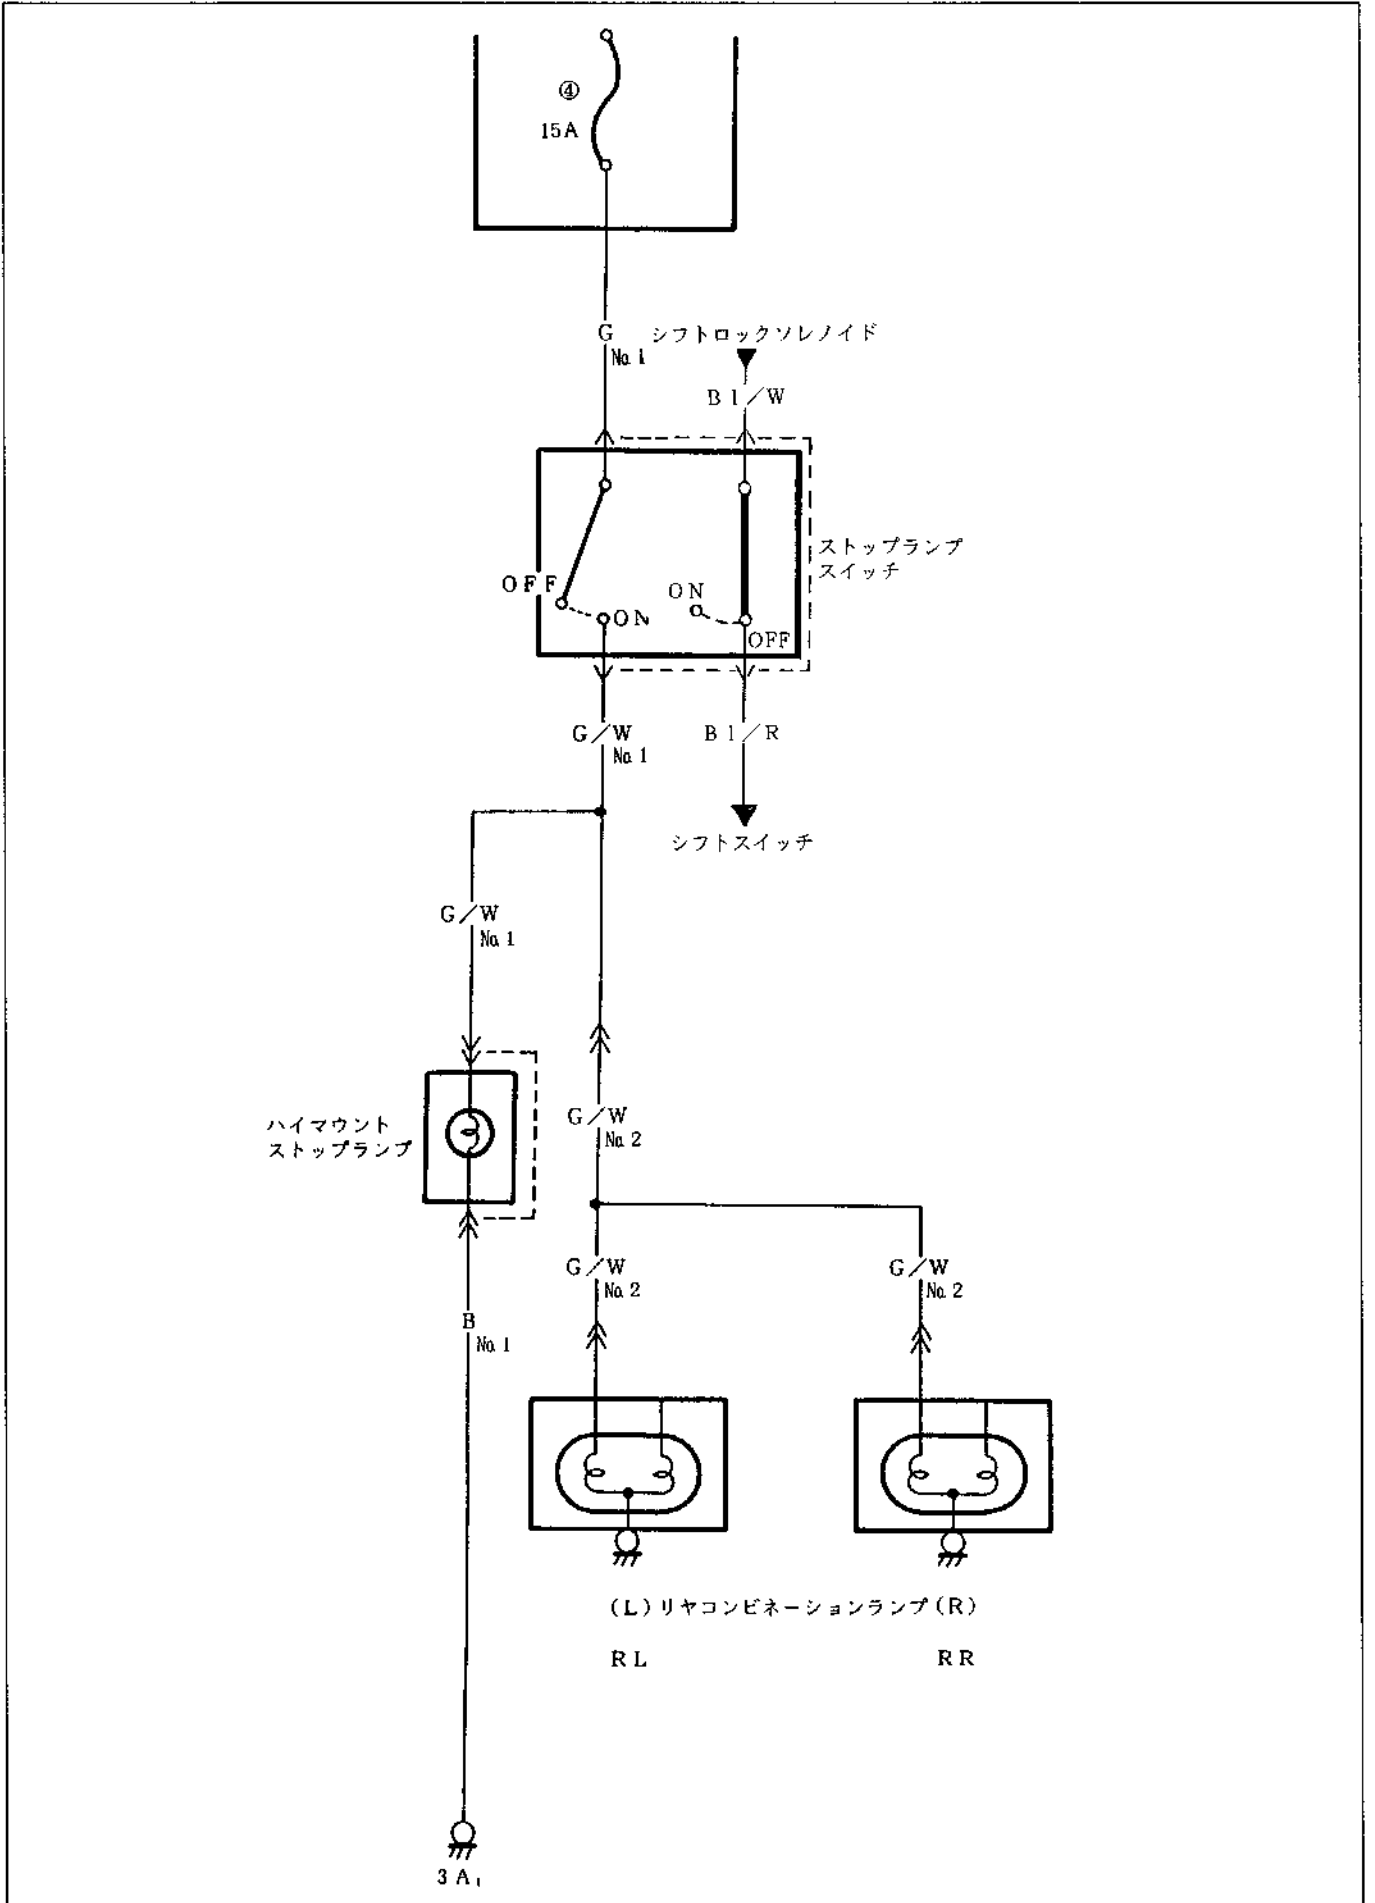 ④
15A
G
No.1
シフトロックソレノイド
Bl/W
ストップランプ
スイッチ
OFF
ON
ON
OFF
G/W
No.1
Bl/R
シフトスイッチ
G/W
No.1
ハイマウント
ストップランプ
G/W
No.2
G/W
No.2
G/W
No.2
B
No.1
(L)リヤコンビネーションランプ(R)
RL RR
3A₁